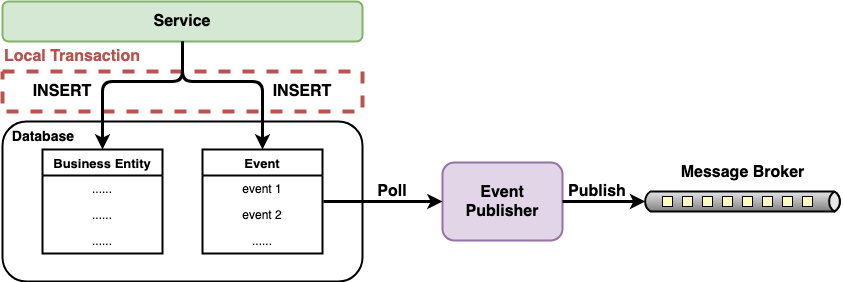 Service
Local Transaction
INSERT
INSERT
Database
Business Entity
......
......
......
Event
event 1
event 2
......
Poll
Event
Publisher
Publish
Message Broker